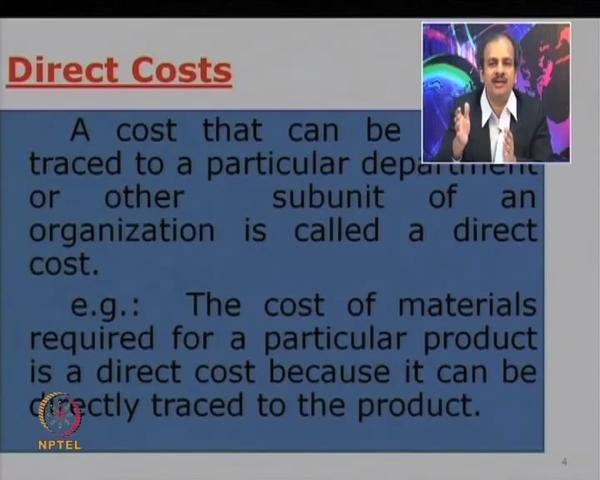 Direct Costs
A cost that can be
traced to a particular department
or other subunit of an
organization is called a direct
cost.
e.g.: The cost of materials
required for a particular product
is a direct cost because it can be
directly traced to the product.
NPTEL
4